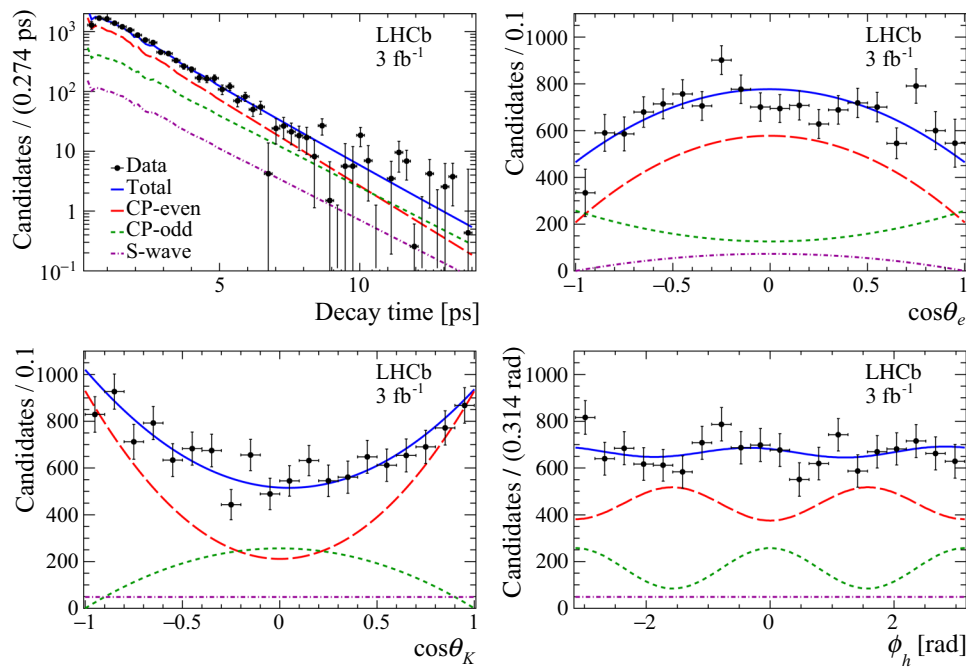 10³
10²
10
1
10⁻¹
Candidates / (0.274 ps)
LHCb
3 fb⁻¹
Data
Total
CP-even
CP-odd
S-wave
5
10
Decay time [ps]
1000
800
600
400
200
0
Candidates / 0.1
LHCb
3 fb⁻¹
−1
−0.5
0
0.5
1
cosθe
1000
800
600
400
200
0
Candidates / 0.1
LHCb
3 fb⁻¹
-1
-0.5
0
0.5
1
cosθK
1000
800
600
400
200
0
Candidates / (0.314 rad)
LHCb
3 fb⁻¹
−2
0
2
ϕh [rad]